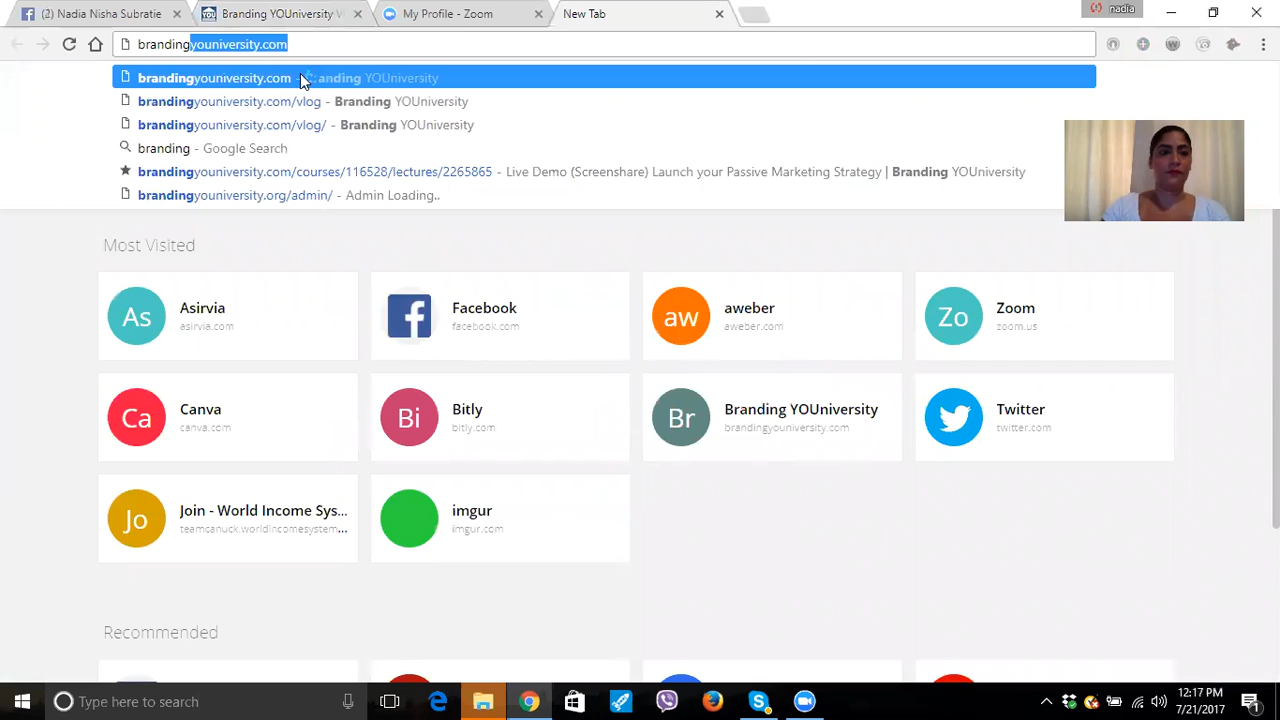 (2) Nadia Nisha Subratie
Branding YOUniversity
My Profile - Zoom
New Tab
nadia
brandingyouniversity.com
brandingyouniversity.com - Branding YOUniversity
brandingyouniversity.com/vlog - Branding YOUniversity
brandingyouniversity.com/vlog/ - Branding YOUniversity
branding - Google Search
brandingyouniversity.com/courses/116528/lectures/2265865 - Live Demo (Screenshare) Launch your Passive Marketing Strategy | Branding YOUniversity
brandingyouniversity.org/admin/ - Admin Loading..
Most Visited
As
Asirvia
asirvia.com
Facebook
facebook.com
aw
aweber
aweber.com
Zo
Zoom
zoom.us
Ca
Canva
canva.com
Bi
Bitly
bitly.com
Br
Branding YOUniversity
brandingyouniversity.com
Twitter
twitter.com
Jo
Join - World Income Sys...
teamcanuck.worldincomesystem...
imgur
imgur.com
Recommended
Type here to search
12:17 PM
7/21/2017